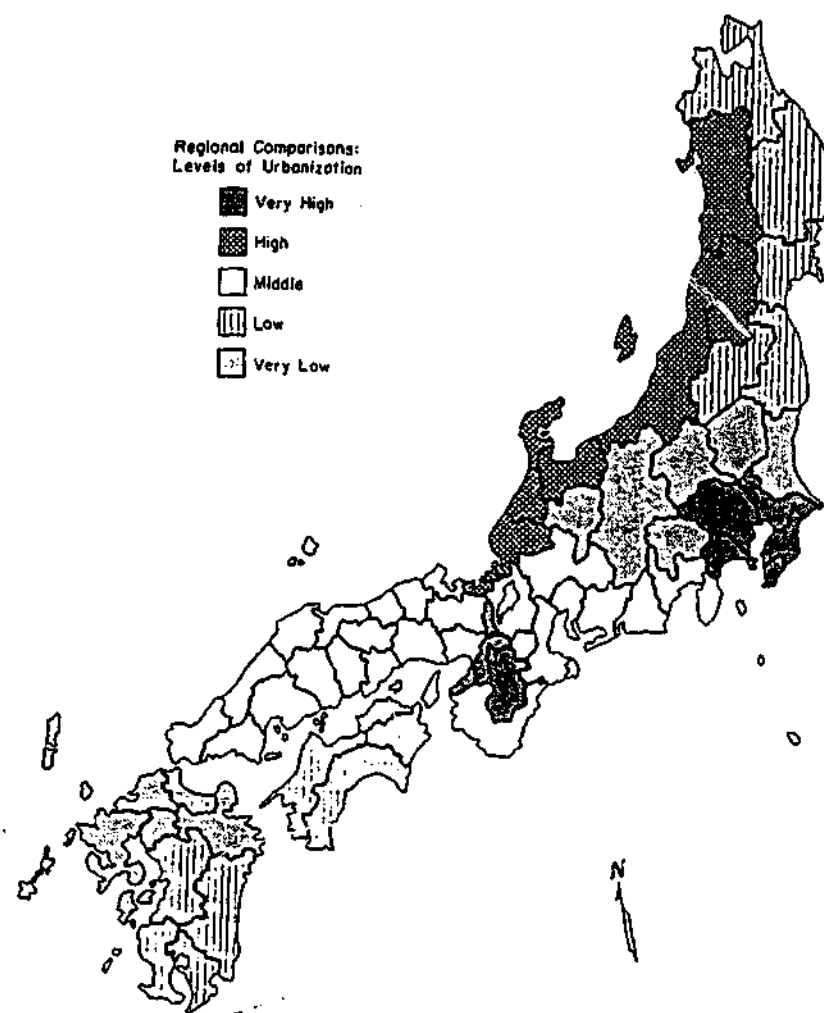 Regional Comparisons:
Levels of Urbanization
Very High
High
Middle
Low
Very Low
N